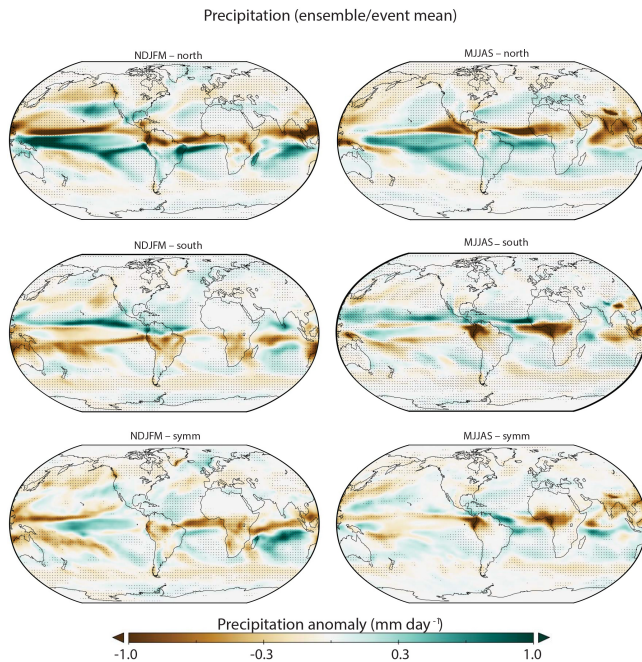 Precipitation (ensemble/event mean)
NDJFM – north
MJJAS – north
NDJFM – south
MJJAS – south
NDJFM – symm
MJJAS – symm
Precipitation anomaly (mm day⁻¹)
-1.0 -0.3 0.3 1.0